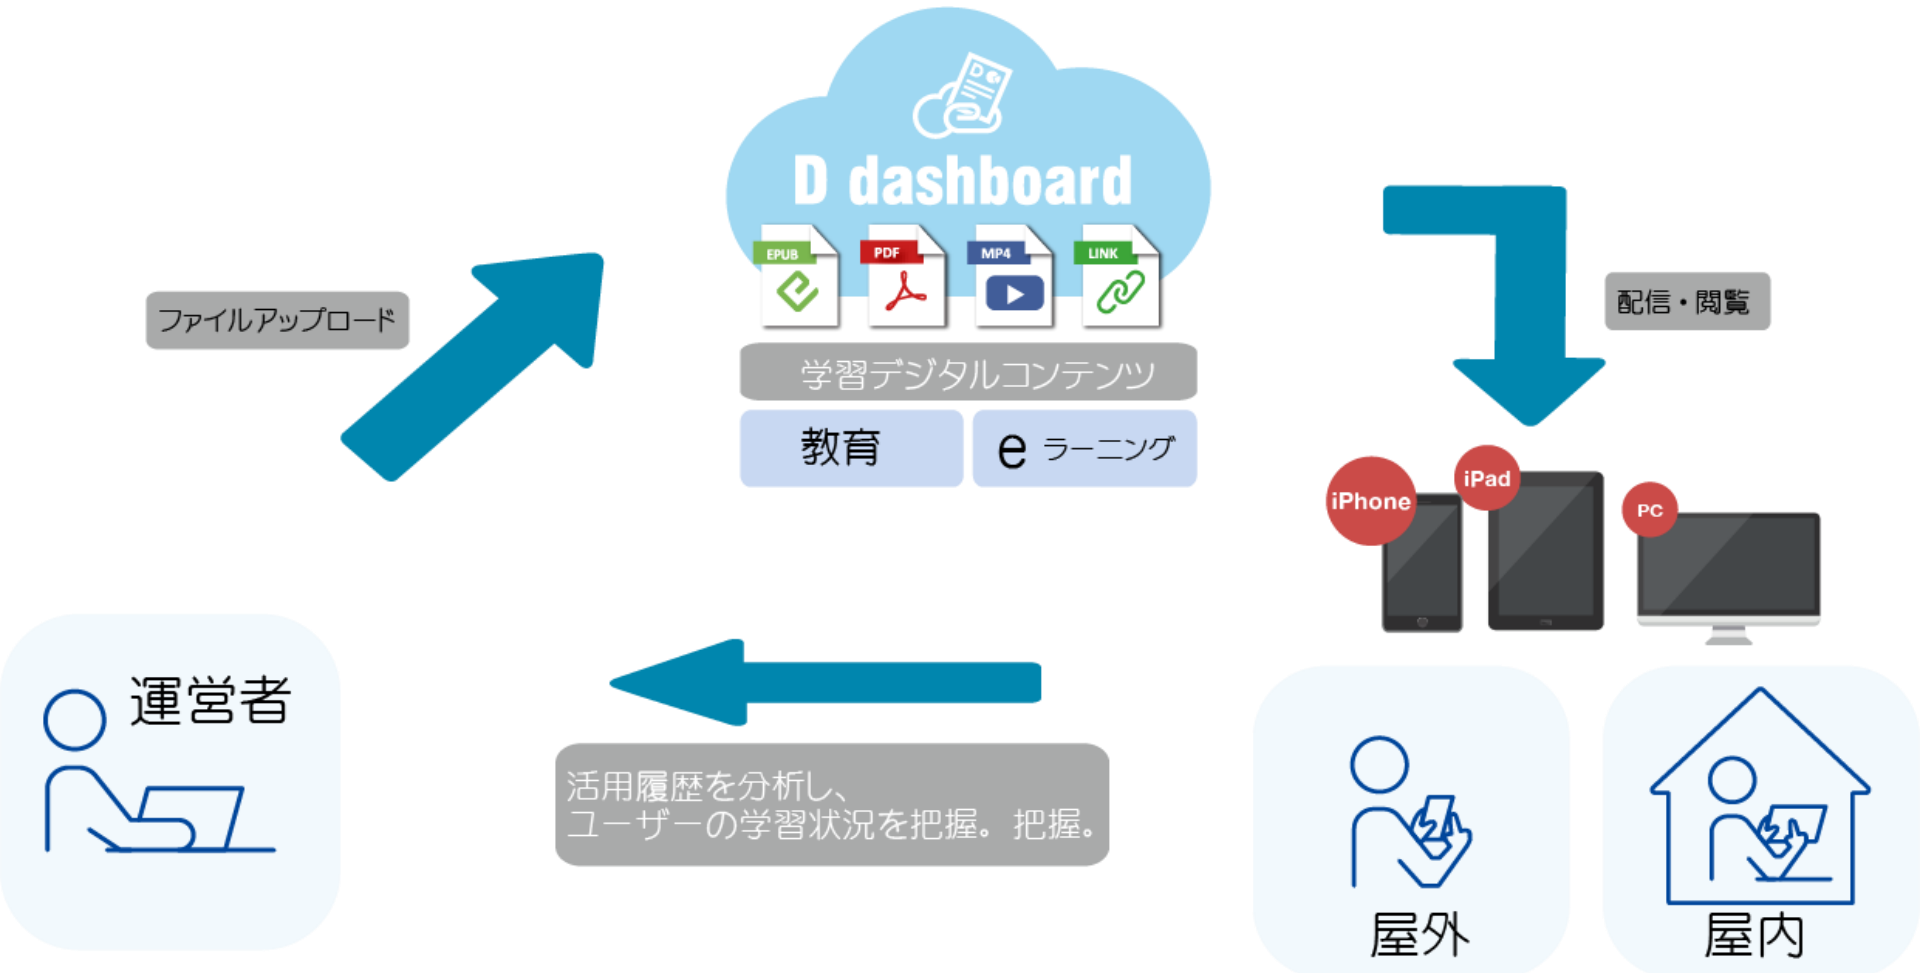 D
D dashboard
EPUB
PDF
MP4
LINK
ファイルアップロード
配信・閲覧
学習デジタルコンテンツ
教育
e ラーニング
iPhone
iPad
PC
運営者
活用履歴を分析し、
ユーザーの学習状況を把握。把握。
屋外
屋内